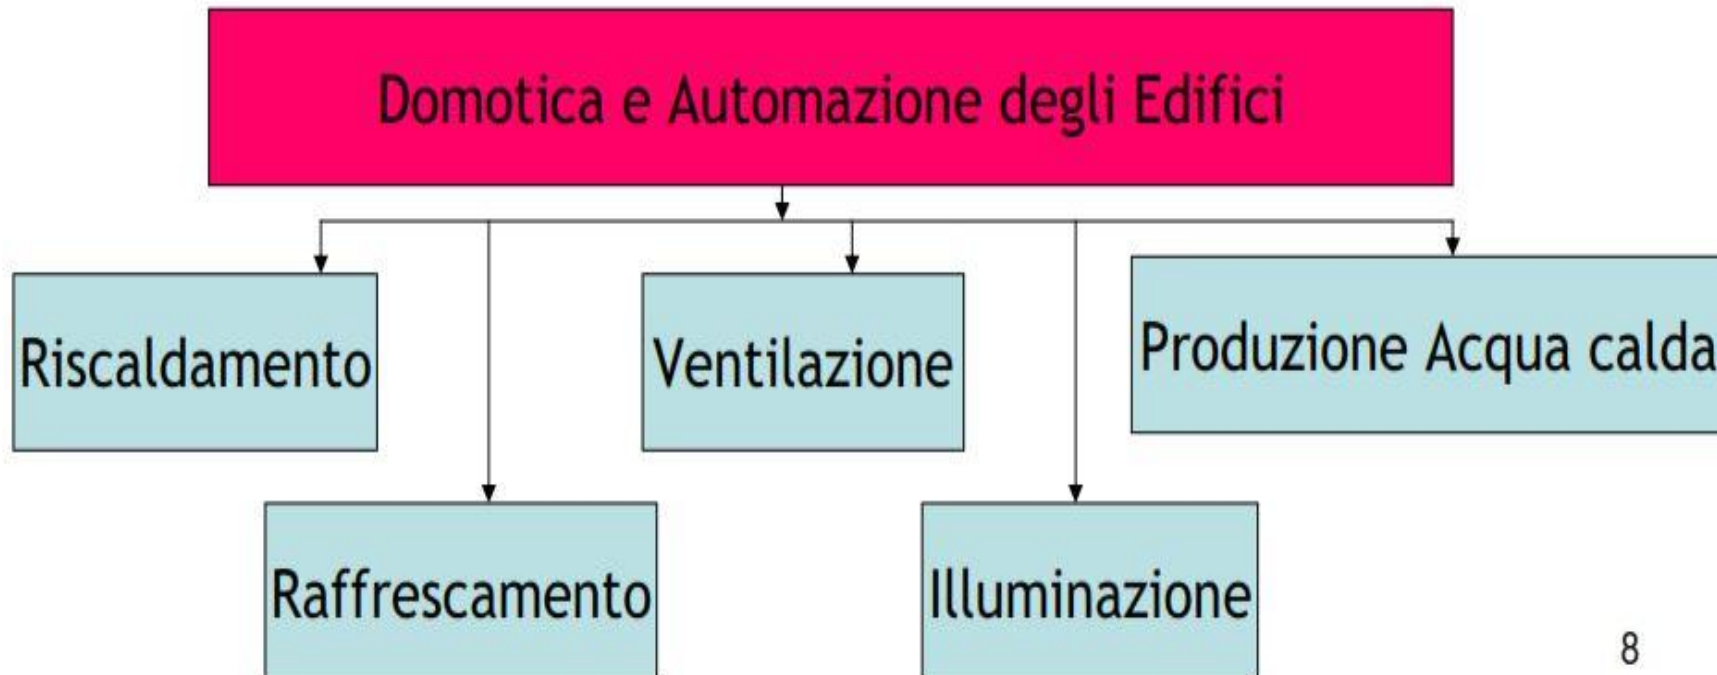 Domotica e Automazione degli Edifici
Riscaldamento
Ventilazione
Produzione Acqua calda
Raffrescamento
Illuminazione
8